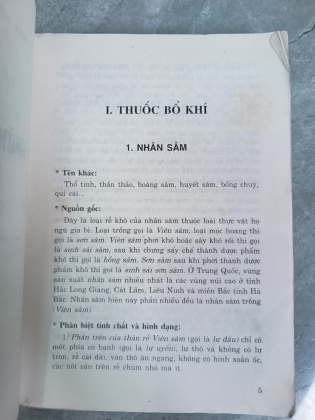 I. THUỐC BỔ KHÍ
1. NHÂN SÂM
* Tên khác:
Thổ tinh, thần thảo, hoàng sâm, huyết sâm, bổng chuỳ,
quỉ cái...
* Nguồn gốc:
Đây là loại rễ khô của nhân sâm thuộc loài thực vật họ
ngũ gia bì. Loại trồng gọi là Viên sâm, loại mọc hoang thì
gọi là sơn sâm. Viên sâm phơi khô hoặc sấy khô rồi thì gọi
là sinh sái sâm, sau khi chưng sấy chế thành dược phẩm
khô thì gọi là hồng sâm. Sơn sâm sau khi phơi thành dược
phẩm khô thì gọi là sinh sái sơn sâm. Ở Trung Quốc, vùng
sản xuất nhân sâm nhiều nhất là các vùng núi cao ở tỉnh
Hắc Long Giang, Cát Lâm, Liêu Ninh và miền Bắc tỉnh Hà
Bắc. Nhân sâm hiện nay phần nhiều đều là nhân sâm trồng
(Viên sâm).
* Phân biệt tính chất và hình dạng:
1. Phần trên của thân rễ Viên sâm (gọi là lư đầu) chỉ có
một phía có bánh (gọi là lư uyển), lư thô và không có lư
tròn, rễ cái dài, vân thô ăn ngang, không có hình xoắn ốc,
các nốt sần trên rễ chùm nhỏ mà ít.
5